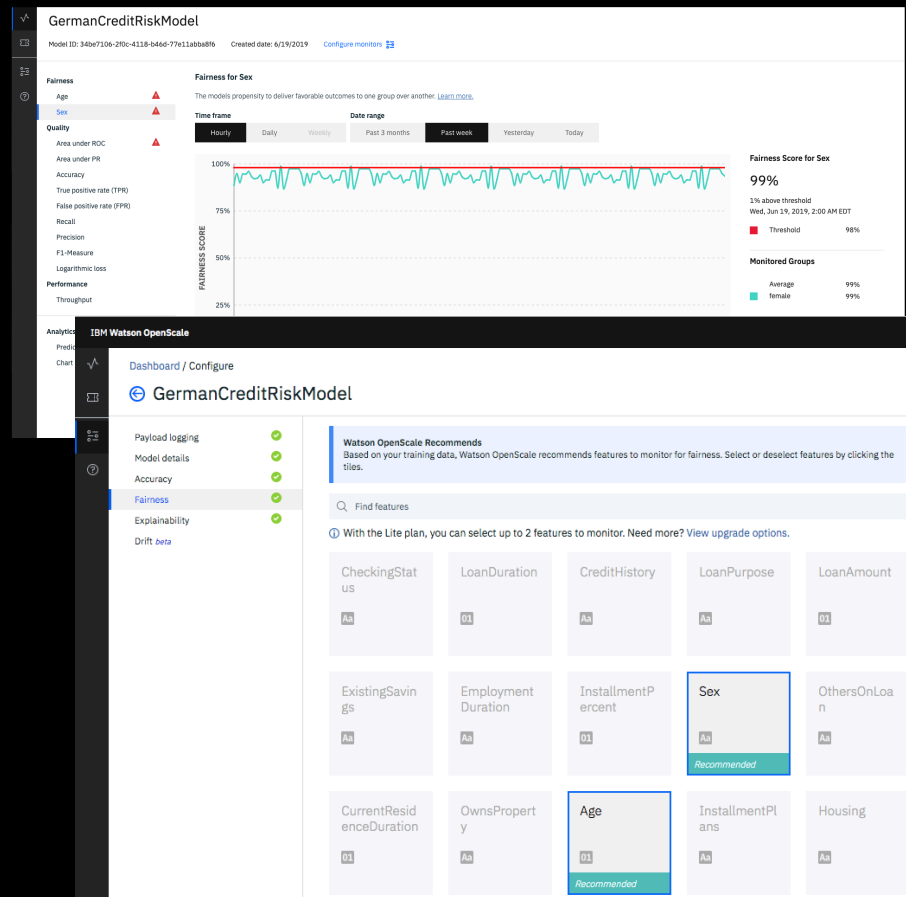 GermanCreditRiskModel
Model ID: 34be7106-2f0c-4118-b46d-77e11abba8f6 Created date: 6/19/2019 Configure monitors
Fairness
Age
Sex
Quality
Area under ROC
Area under PR
Accuracy
True positive rate (TPR)
False positive rate (FPR)
Recall
Precision
F1-Measure
Logarithmic loss
Performance
Throughput
Analytics
Predic
Chart
Fairness for Sex
The models propensity to deliver favorable outcomes to one group over another. Learn more.
Time frame Date range
Hourly Daily Weekly Past 3 months Past week Yesterday Today
100%
75%
50%
25%
FAIRNESS SCORE
Fairness Score for Sex
99%
1% above threshold
Wed, Jun 19, 2019, 2:00 AM EDT
Threshold 98%
Monitored Groups
Average 99%
female 99%
IBM Watson OpenScale
Dashboard / Configure
GermanCreditRiskModel
Payload logging
Model details
Accuracy
Fairness
Explainability
Drift beta
Watson OpenScale Recommends
Based on your training data, Watson OpenScale recommends features to monitor for fairness. Select or deselect features by clicking the
tiles.
Find features
With the Lite plan, you can select up to 2 features to monitor. Need more? View upgrade options.
CheckingStat
us
Aa
LoanDuration
01
CreditHistory
Aa
LoanPurpose
Aa
LoanAmount
01
ExistingSavin
gs
Aa
Employment
Duration
Aa
InstallmentP
ercent
01
Sex
Aa
Recommended
OthersOnLoa
n
Aa
CurrentResid
enceDuration
01
OwnsPropert
y
Aa
Age
01
Recommended
InstallmentPl
ans
Aa
Housing
Aa